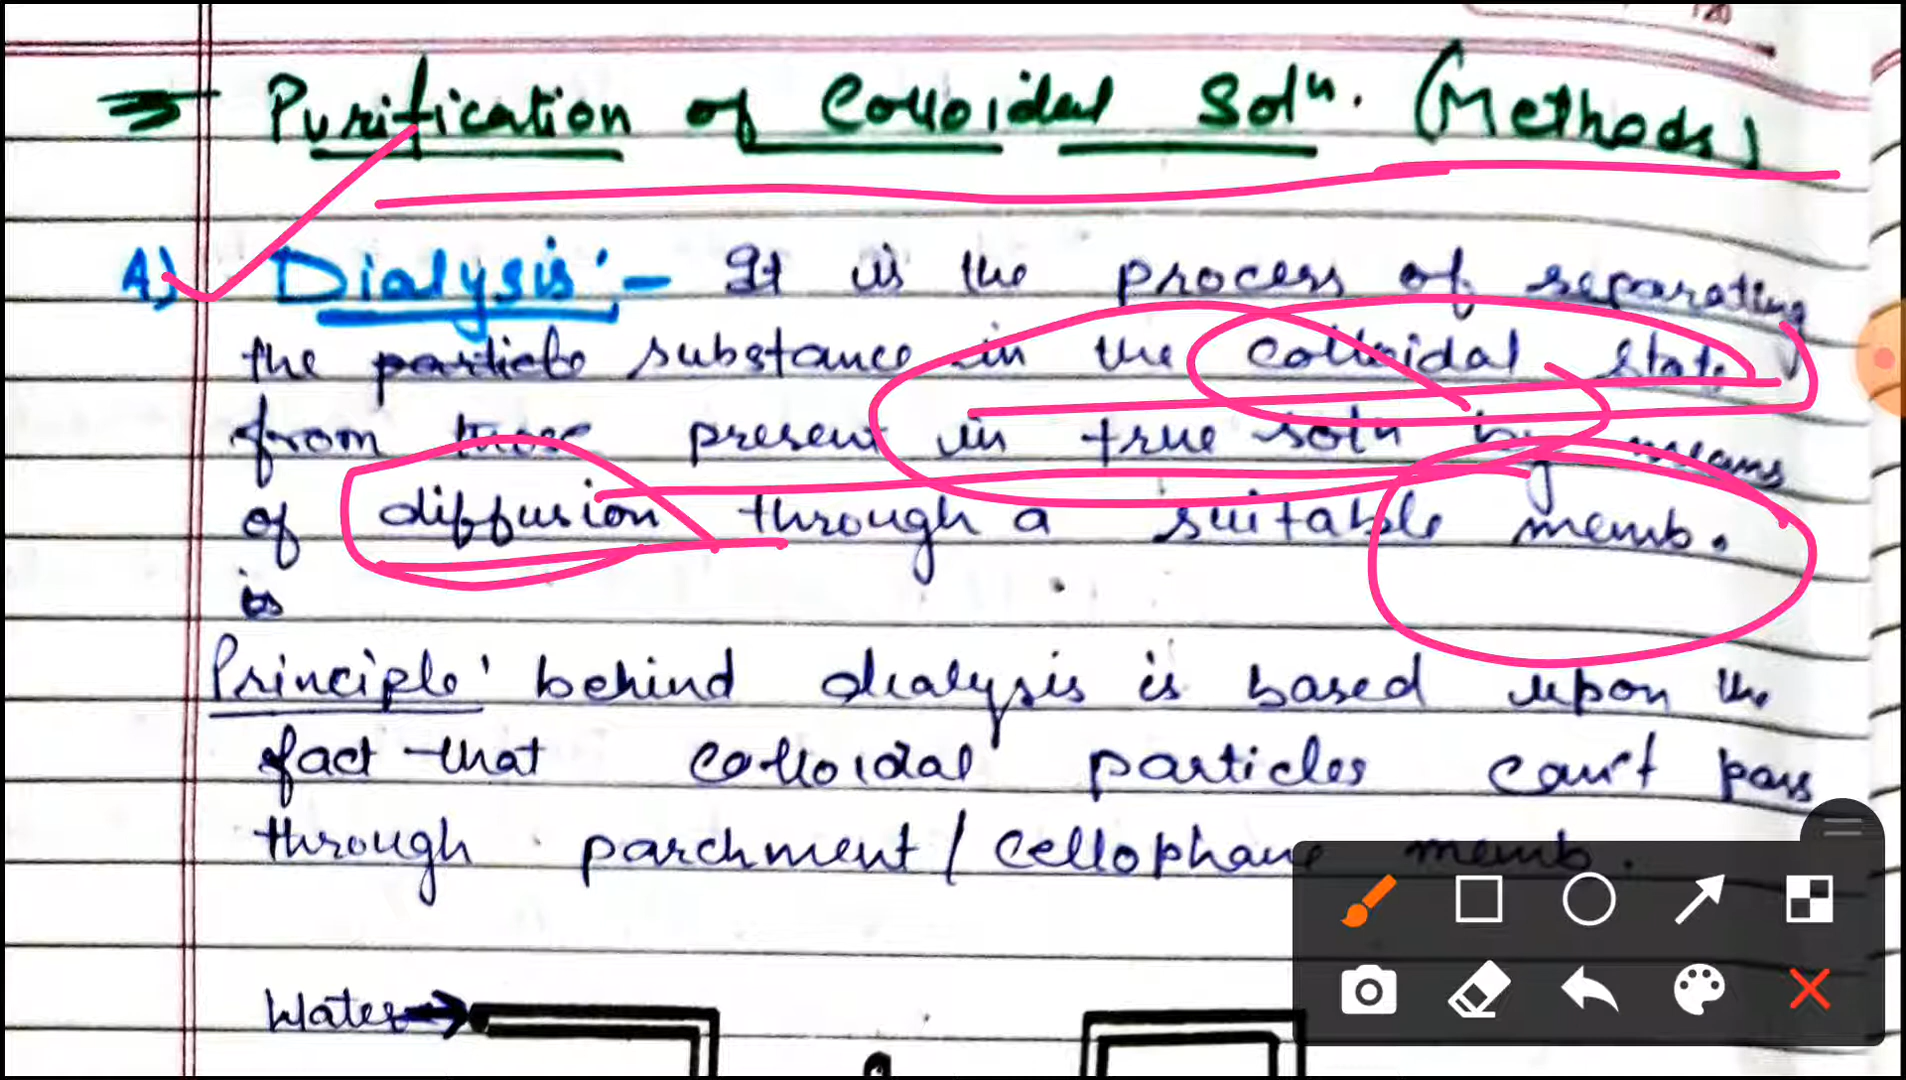 ⇒ Purification of Colloidal Solⁿ. (Methods)
A) Dialysis :- It is the process of separating
the particle substance in the colloidal state
from those present in true soln by means
of diffusion through a suitable memb.
is
Principle' behind dialysis is based upon the
fact that colloidal particles can't pass
through parchment / cellophane memb.
Water →